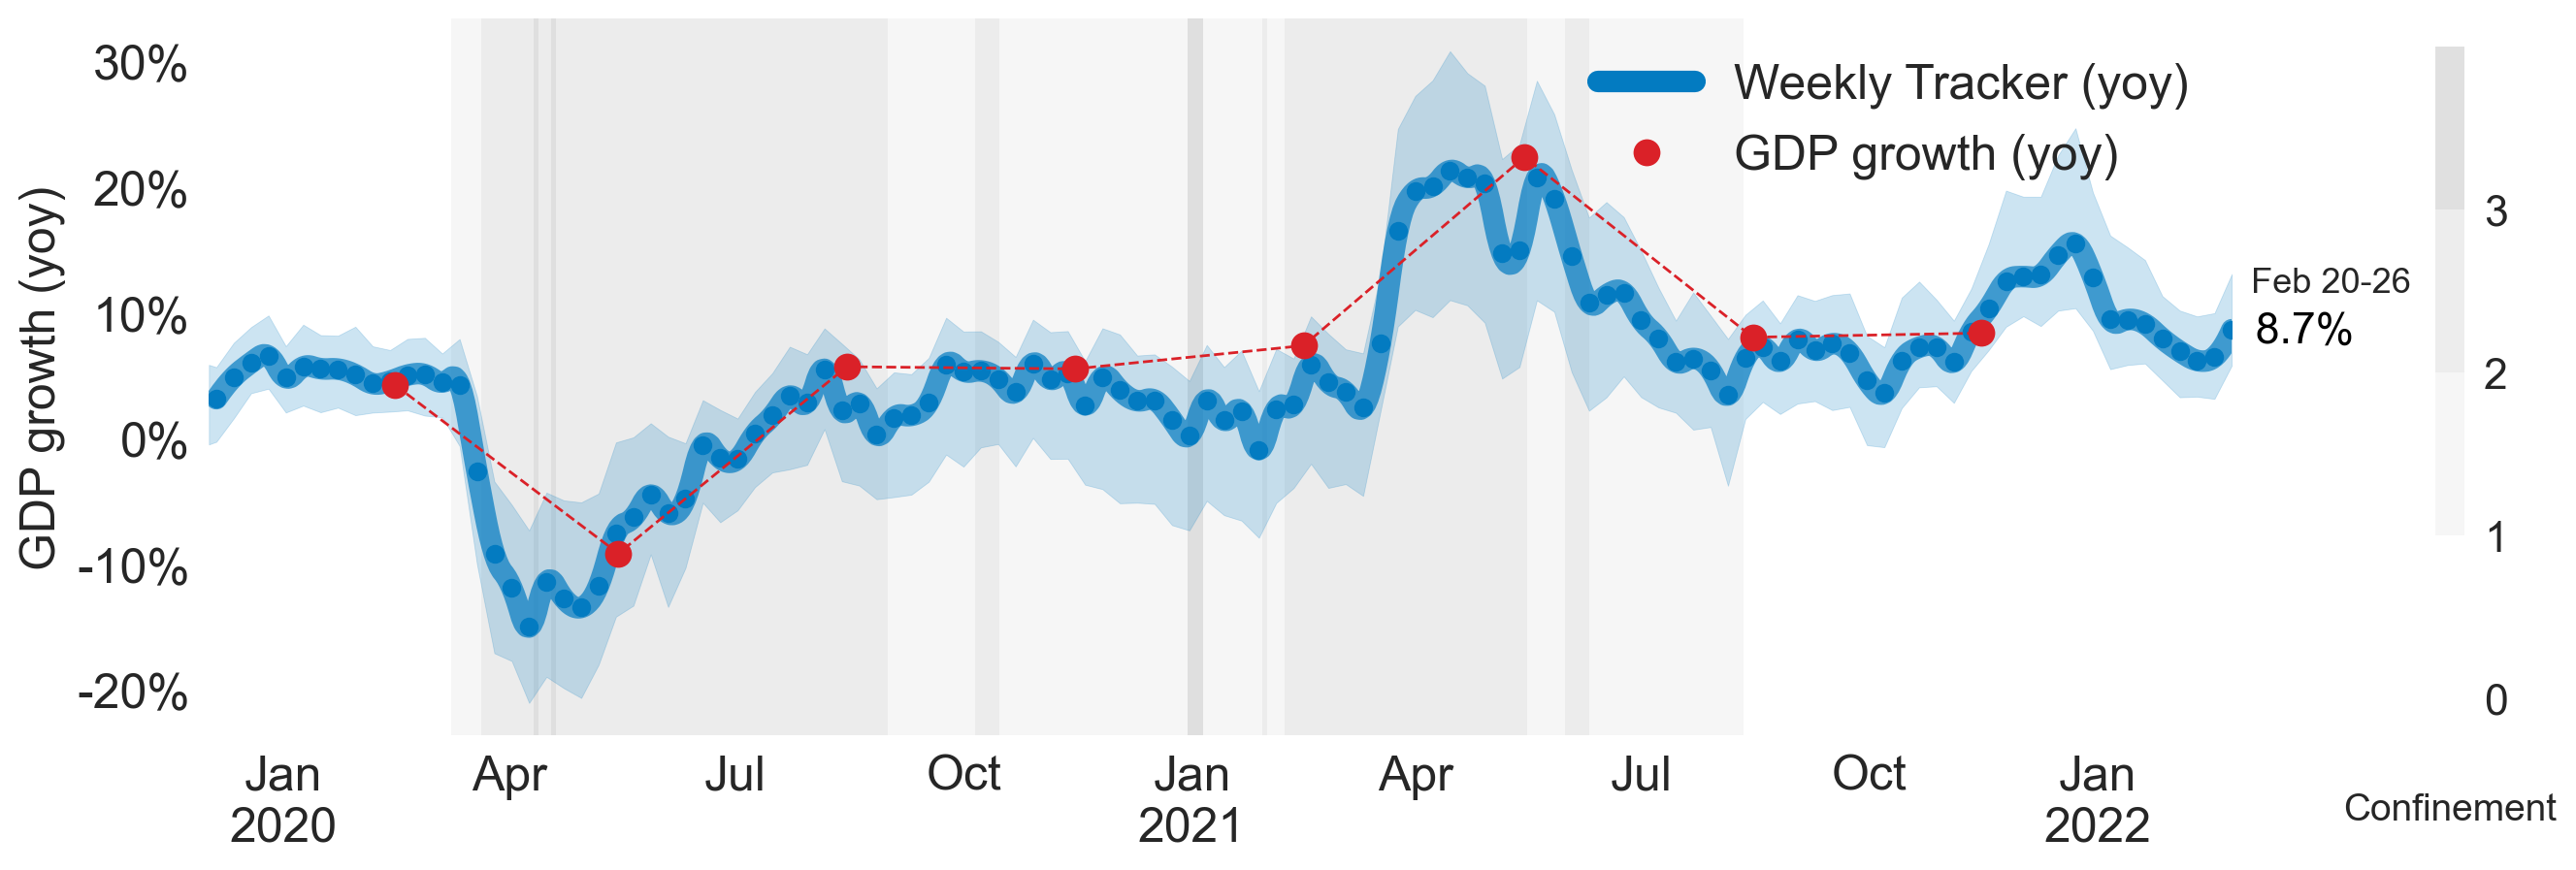 GDP growth (yoy)
30%
20%
10%
0%
-10%
-20%
Weekly Tracker (yoy)
GDP growth (yoy)
Feb 20-26
8.7%
3
2
1
0
Confinement
Jan
2020
Apr
Jul
Oct
Jan
2021
Apr
Jul
Oct
Jan
2022